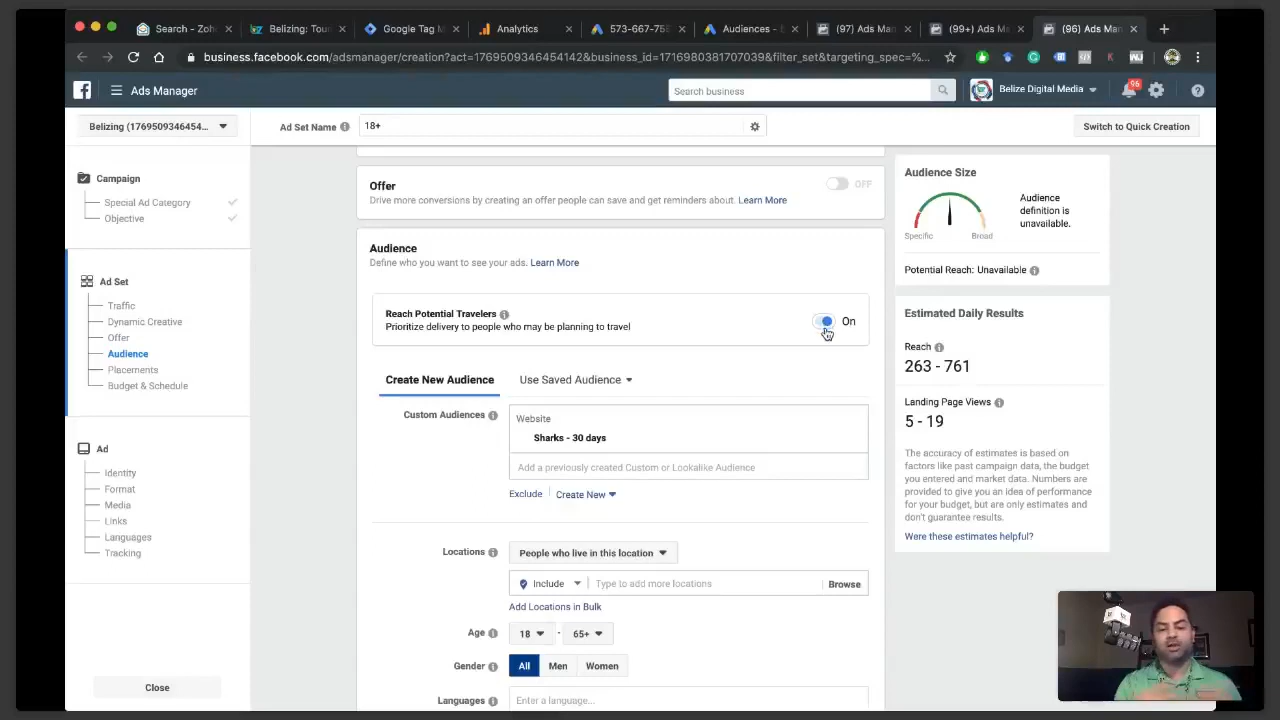 Search - Zoh
Belizing: Tour
Google Tag M
Analytics
573-667-755
Audiences - S
(97) Ads Man
(99+) Ads M
(96) Ads Man
business.facebook.com/adsmanager/creation?act=1769509346454142&business_id=1716980381707039&filter_set&targeting_spec=%...
Ads Manager
Search business
Belize Digital Media
96
Belizing (1769509346454...
Ad Set Name
18+
Switch to Quick Creation
Campaign
Special Ad Category
Objective
Ad Set
Traffic
Dynamic Creative
Offer
Audience
Placements
Budget & Schedule
Ad
Identity
Format
Media
Links
Languages
Tracking
Close
Offer
OFF
Drive more conversions by creating an offer people can save and get reminders about. Learn More
Audience
Define who you want to see your ads. Learn More
Reach Potential Travelers
Prioritize delivery to people who may be planning to travel
On
Create New Audience
Use Saved Audience
Custom Audiences
Website
Sharks - 30 days
Add a previously created Custom or Lookalike Audience
Exclude
Create New
Locations
People who live in this location
Include
Type to add more locations
Browse
Add Locations in Bulk
Age
18 - 65+
Gender
All
Men
Women
Languages
Enter a language...
Audience Size
Specific
Broad
Audience
definition is
unavailable.
Potential Reach: Unavailable
Estimated Daily Results
Reach
263 - 761
Landing Page Views
5 - 19
The accuracy of estimates is based on
factors like past campaign data, the budget
you entered and market data. Numbers are
provided to give you an idea of performance
for your budget, but are only estimates and
don't guarantee results.
Were these estimates helpful?